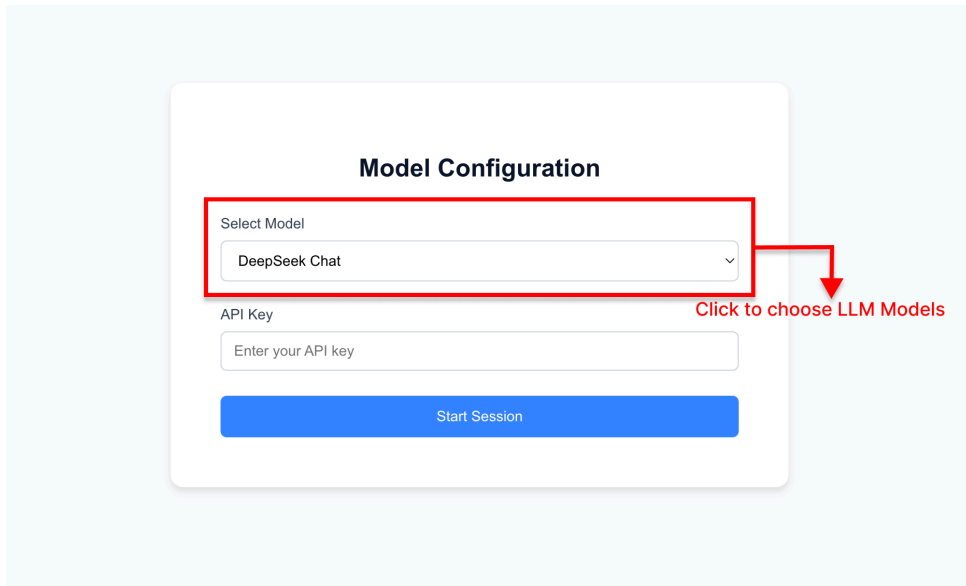 Model Configuration
Select Model
DeepSeek Chat
Click to choose LLM Models
API Key
Enter your API key
Start Session